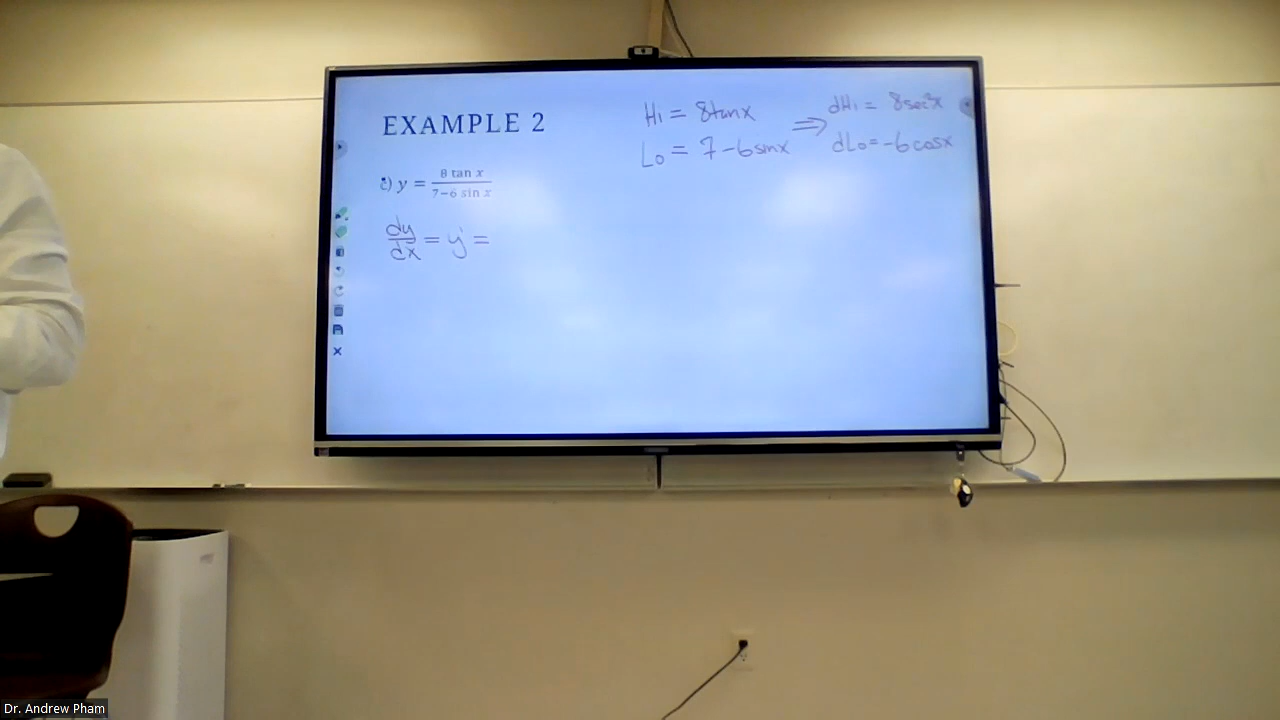 EXAMPLE 2
c) y = 8 tan x / 7−6 sin x
dy/dx = y' =
Hi = 8tanx ⇒ dHi = 8sec²x
Lo = 7-6sinx dLo = -6cosx
Dr. Andrew Pham